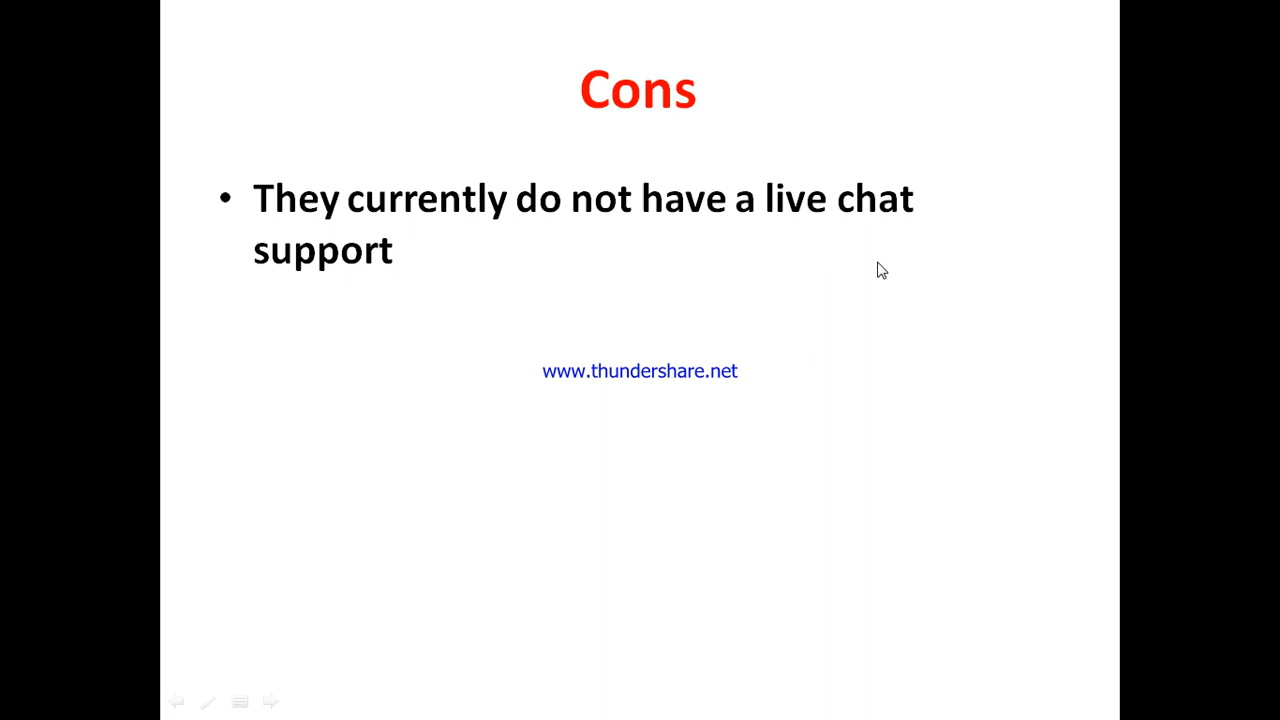 Cons
• They currently do not have a live chat
support
www.thundershare.net